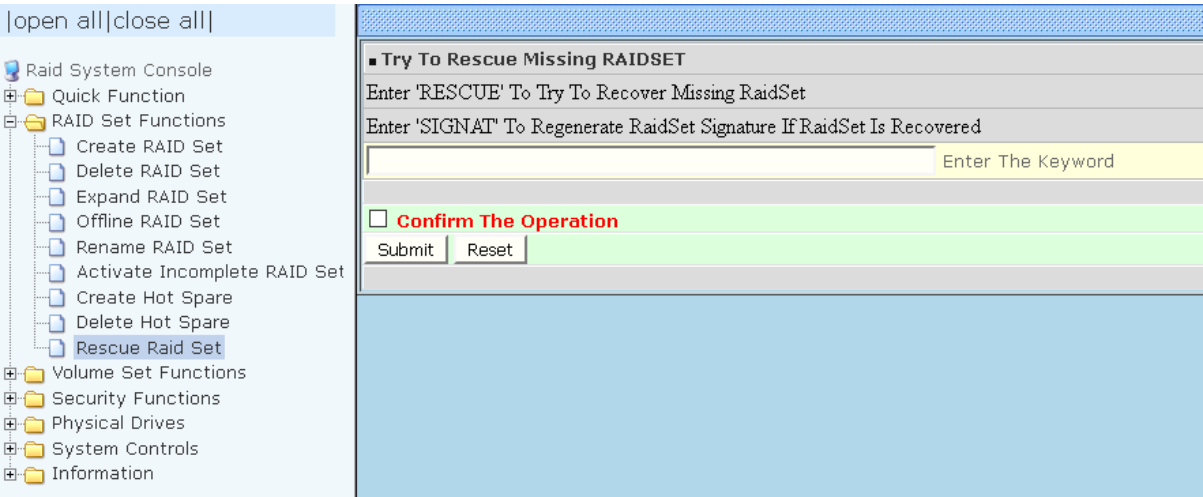 |open all|close all|
Raid System Console
Quick Function
RAID Set Functions
Create RAID Set
Delete RAID Set
Expand RAID Set
Offline RAID Set
Rename RAID Set
Activate Incomplete RAID Set
Create Hot Spare
Delete Hot Spare
Rescue Raid Set
Volume Set Functions
Security Functions
Physical Drives
System Controls
Information
Try To Rescue Missing RAIDSET
Enter 'RESCUE' To Try To Recover Missing RaidSet
Enter 'SIGNAT' To Regenerate RaidSet Signature If RaidSet Is Recovered
Enter The Keyword
Confirm The Operation
Submit Reset